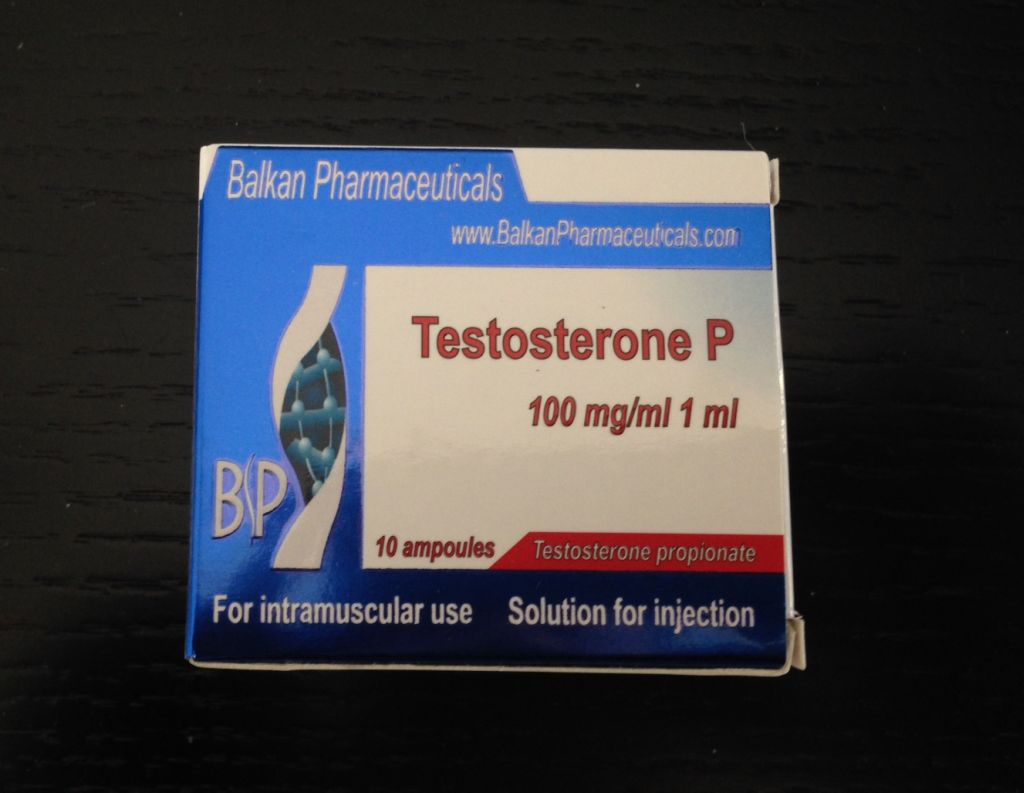 Balkan Pharmaceuticals
www.BalkanPharmaceuticals.com
Testosterone P
100 mg/ml 1 ml
BSP
10 ampoules Testosterone propionate
For intramuscular use Solution for injection